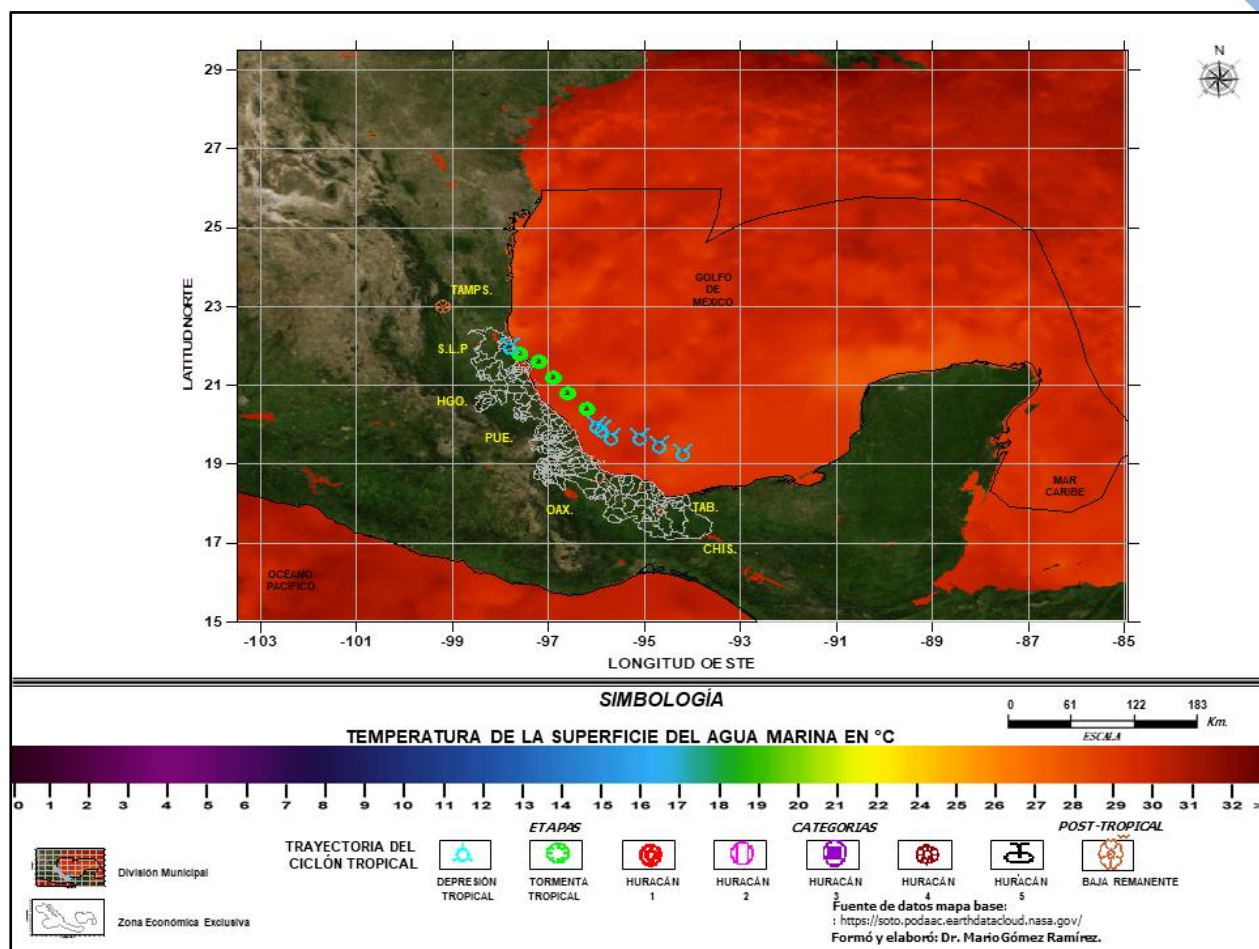 N
29
27
25
23
21
19
17
15
LATITUD NORTE
GOLFO
DE
MÉXICO
TAMPS.
S.L.P
HGO.
PUE.
OAX.
TAB.
CHIS.
MAR
CARIBE
OCÉANO
PACÍFICO
-103 -101 -99 -97 -95 -93 -91 -89 -87 -85
LONGITUD OESTE
SIMBOLOGÍA
0 61 122 183
Km.
ESCALA
TEMPERATURA DE LA SUPERFICIE DEL AGUA MARINA EN °C
0 1 2 3 4 5 6 7 8 9 10 11 12 13 14 15 16 17 18 19 20 21 22 24 25 26 27 28 29 30 31 32 >
ETAPAS CATEGORIAS POST-TROPICAL
TRAYECTORIA DEL
CICLÓN TROPICAL
DEPRESIÓN
TROPICAL
TORMENTA
TROPICAL
HURACÁN
1
HURACÁN
2
HURACÁN
3
HURACÁN
4
HURACÁN
5
BAJA REMANENTE
División Municipal
Zona Económica Exclusiva
Fuente de datos mapa base:
: https://soto.podaac.earthdatacloud.nasa.gov/
Formó y elaboró: Dr. Mario Gómez Ramírez.